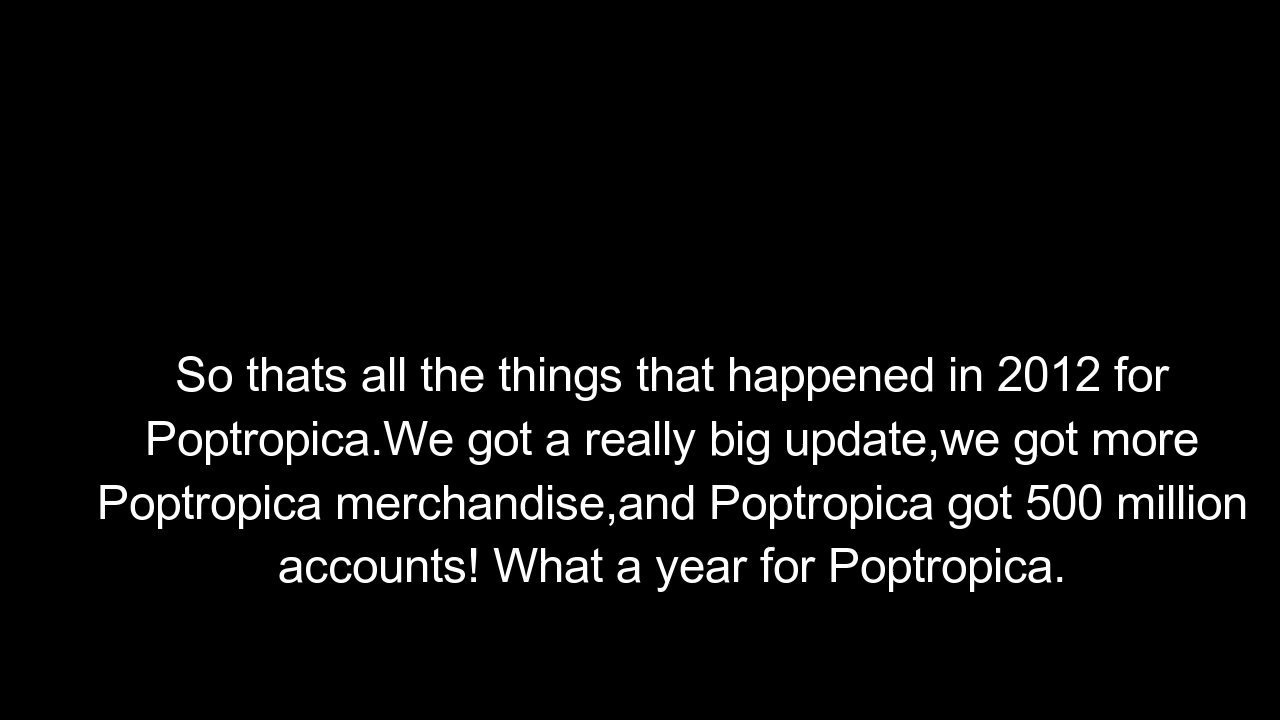 So thats all the things that happened in 2012 for
Poptropica.We got a really big update,we got more
Poptropica merchandise,and Poptropica got 500 million
accounts! What a year for Poptropica.